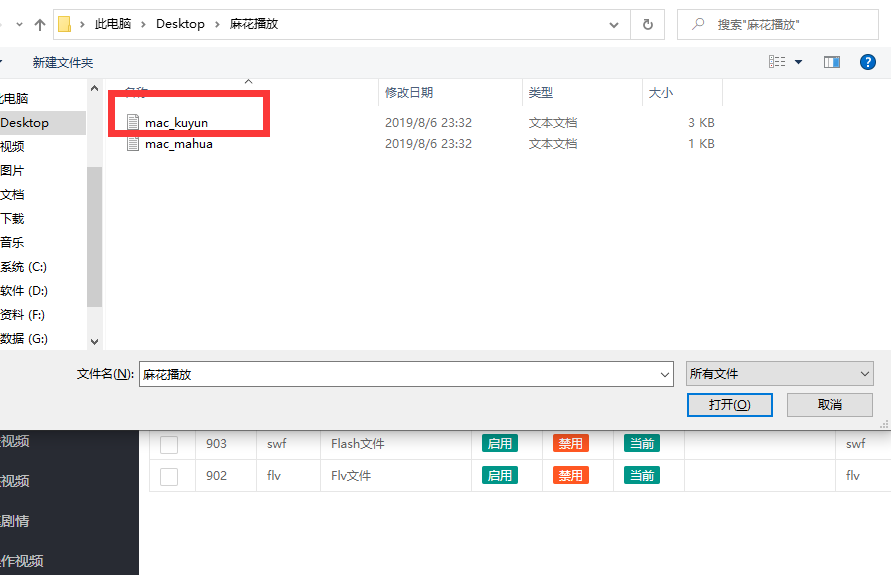 此电脑 Desktop 麻花播放 搜索"麻花播放"
新建文件夹
名称 修改日期 类型 大小
电脑
Desktop
视频
图片
文档
下载
音乐
系统 (C:)
软件 (D:)
资料 (F:)
数据 (G:)
mac_kuyun 2019/8/6 23:32 文本文档 3 KB
mac_mahua 2019/8/6 23:32 文本文档 1 KB
文件名(N): 麻花播放 所有文件
打开(O) 取消
视频
视频
剧情
作视频
903 swf Flash文件 启用 禁用 当前 swf
902 flv Flv文件 启用 禁用 当前 flv